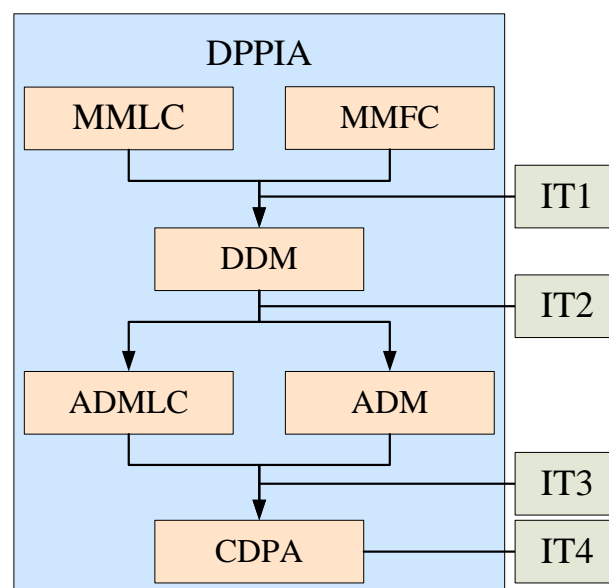 DPPIA
MMLC
MMFC
IT1
DDM
IT2
ADMLC
ADM
IT3
CDPA
IT4